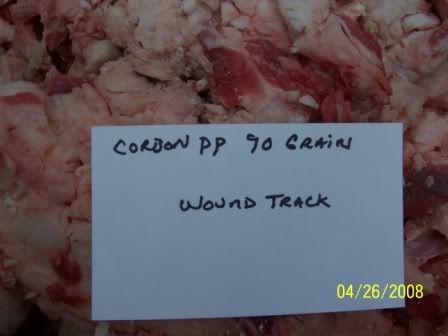 CORBON PP 90 GRAIN
WOUND TRACK
04/26/2008